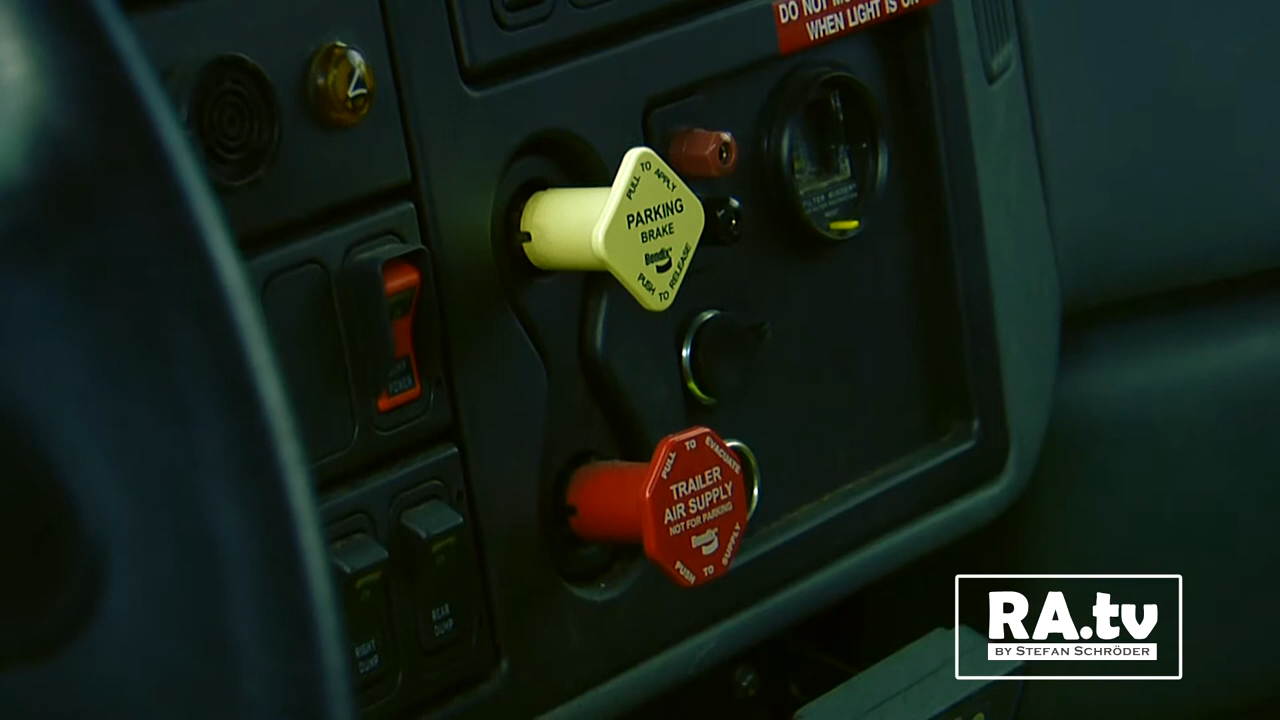 DO NOT
WHEN LIGHT IS ON
PULL TO APPLY
PARKING
BRAKE
Bendix
PUSH TO RELEASE
PULL TO EVACUATE
TRAILER
AIR SUPPLY
NOT FOR PARKING
Bendix
PUSH TO SUPPLY
POWER
REAR
DUMP
RIGHT
DUMP
RA.tv
BY STEFAN SCHRÖDER